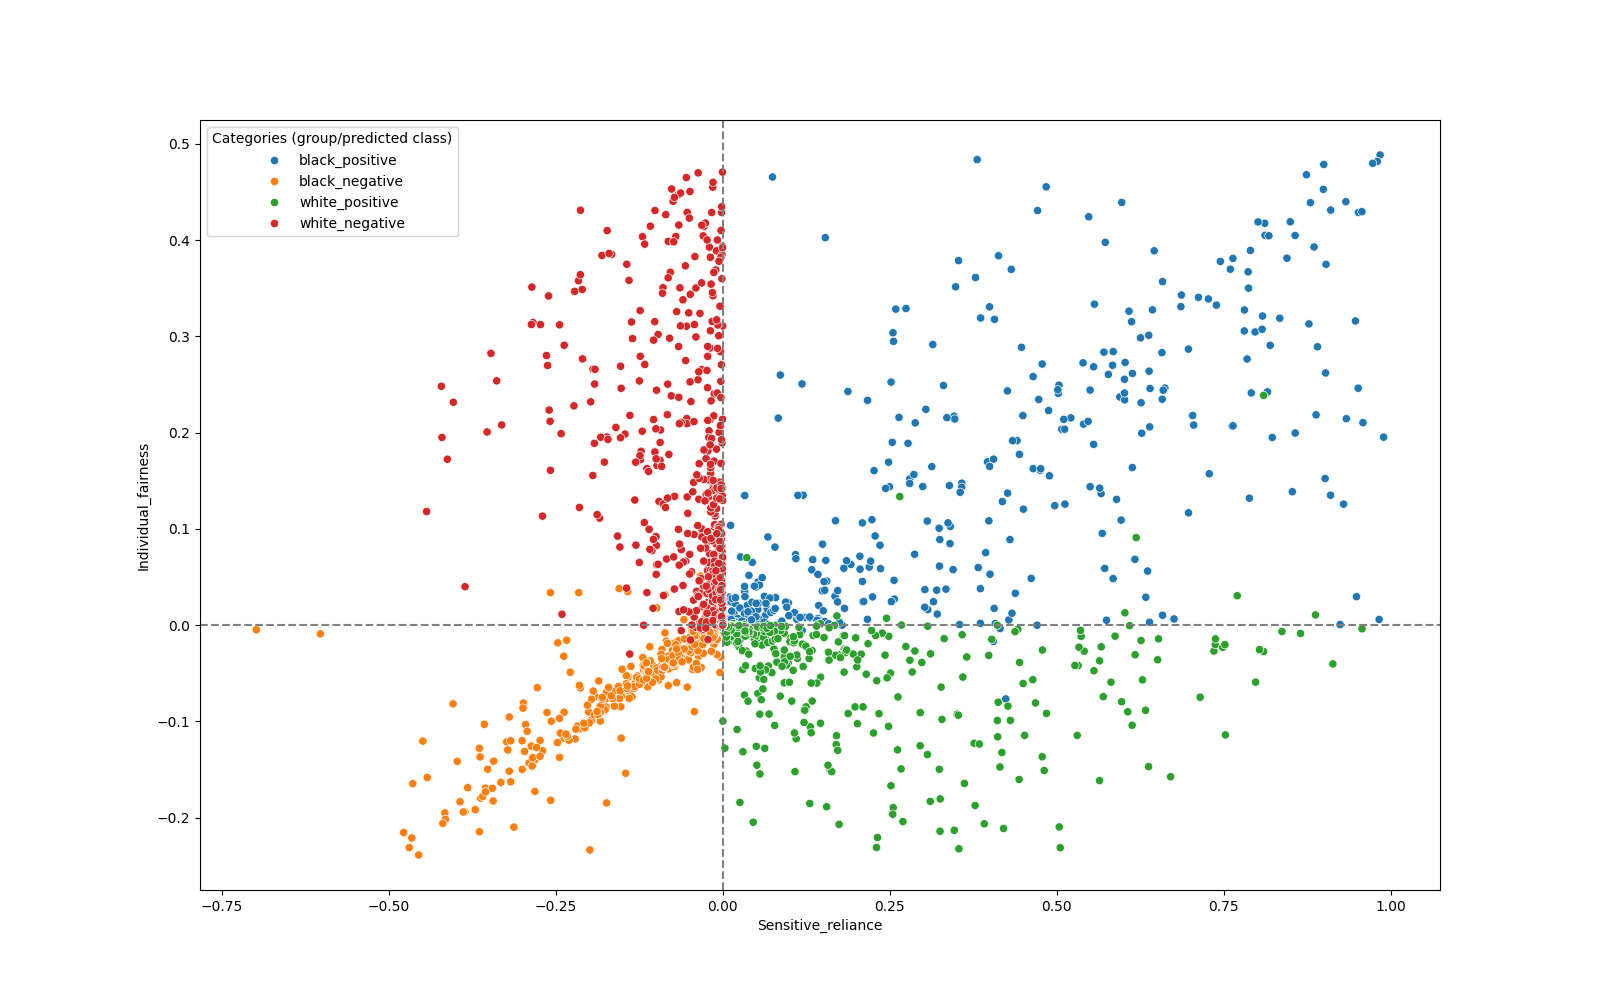 Categories (group/predicted class)
black_positive
black_negative
white_positive
white_negative
0.5
0.4
0.3
0.2
0.1
0.0
−0.1
−0.2
Individual_fairness
−0.75
−0.50
−0.25
0.00
0.25
0.50
0.75
1.00
Sensitive_reliance